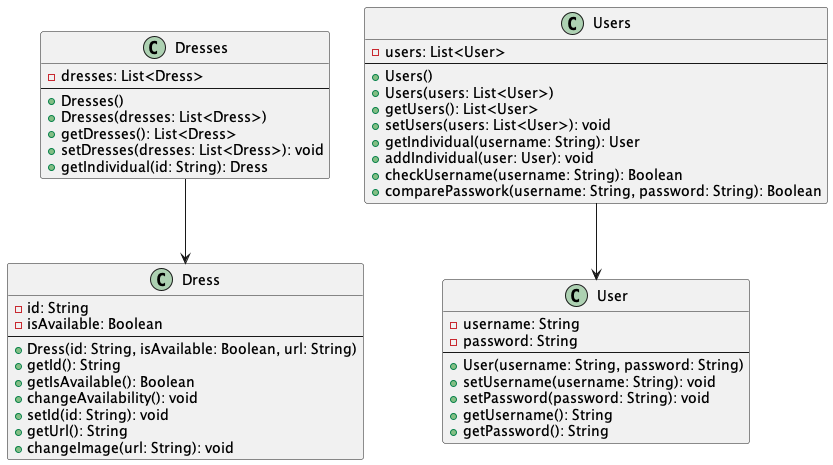 C Dresses
dresses: List<Dress>
Dresses()
Dresses(dresses: List<Dress>)
getDresses(): List<Dress>
setDresses(dresses: List<Dress>): void
getIndividual(id: String): Dress
C Users
users: List<User>
Users()
Users(users: List<User>)
getUsers(): List<User>
setUsers(users: List<User>): void
getIndividual(username: String): User
addIndividual(user: User): void
checkUsername(username: String): Boolean
comparePasswork(username: String, password: String): Boolean
C Dress
id: String
isAvailable: Boolean
Dress(id: String, isAvailable: Boolean, url: String)
getId(): String
getIsAvailable(): Boolean
changeAvailability(): void
setId(id: String): void
getUrl(): String
changeImage(url: String): void
C User
username: String
password: String
User(username: String, password: String)
setUsername(username: String): void
setPassword(password: String): void
getUsername(): String
getPassword(): String